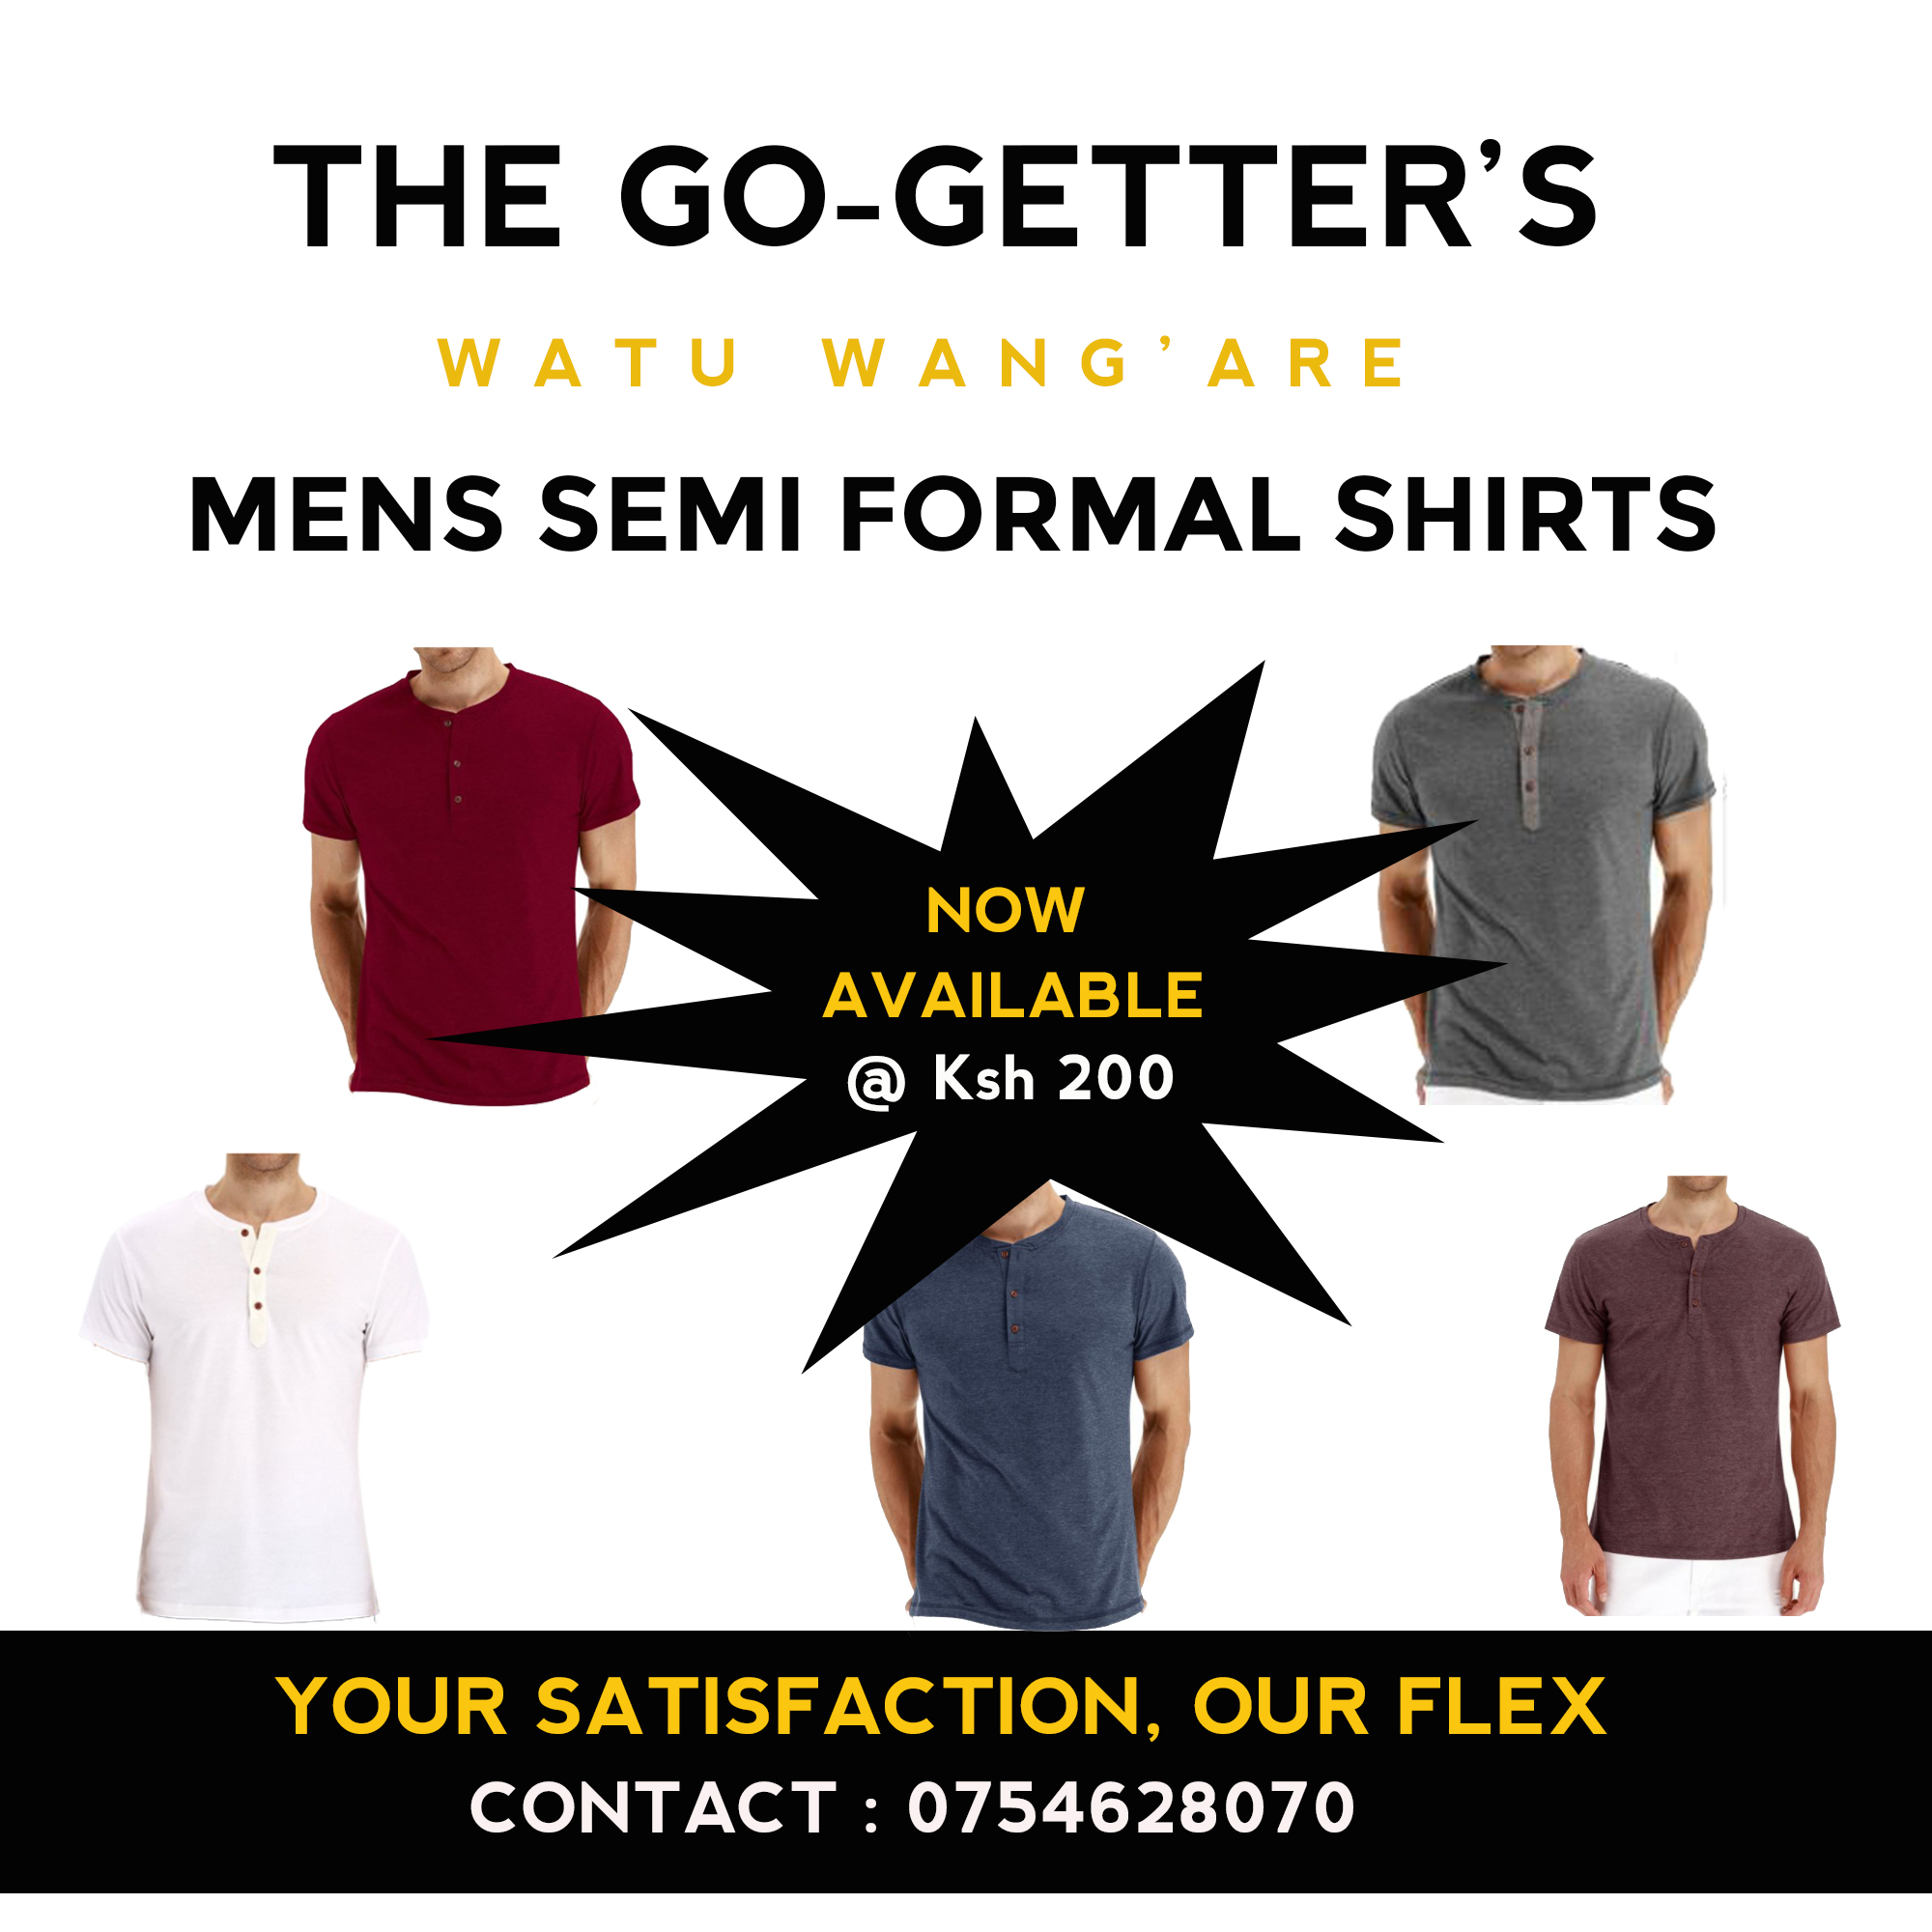 THE GO-GETTER’S
WATU WANG’ARE
MENS SEMI FORMAL SHIRTS
NOW
AVAILABLE
@ Ksh 200
YOUR SATISFACTION, OUR FLEX
CONTACT : 0754628070